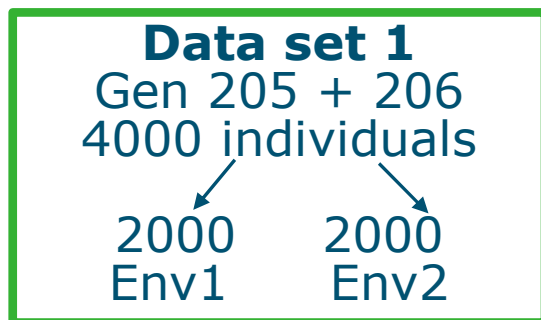 Data set 1
Gen 205 + 206
4000 individuals
2000 2000
Env1 Env2